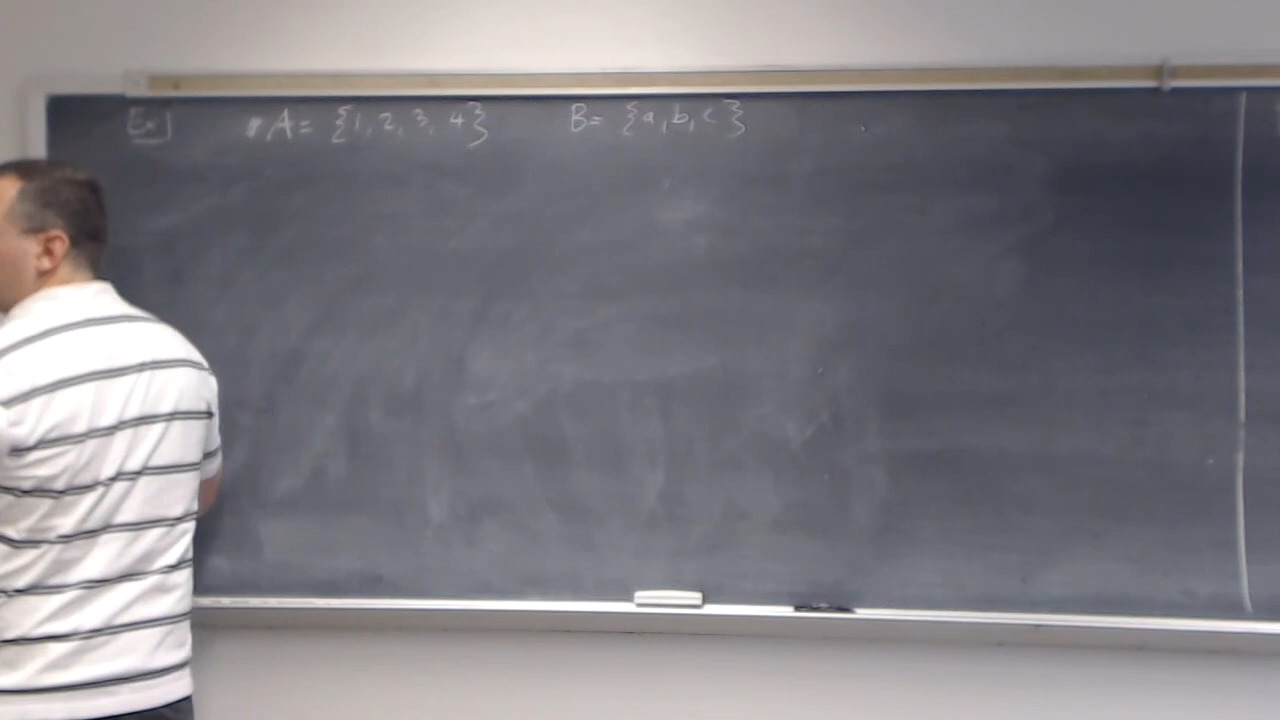 Ex] A = {1, 2, 3, 4} B = {a, b, c}